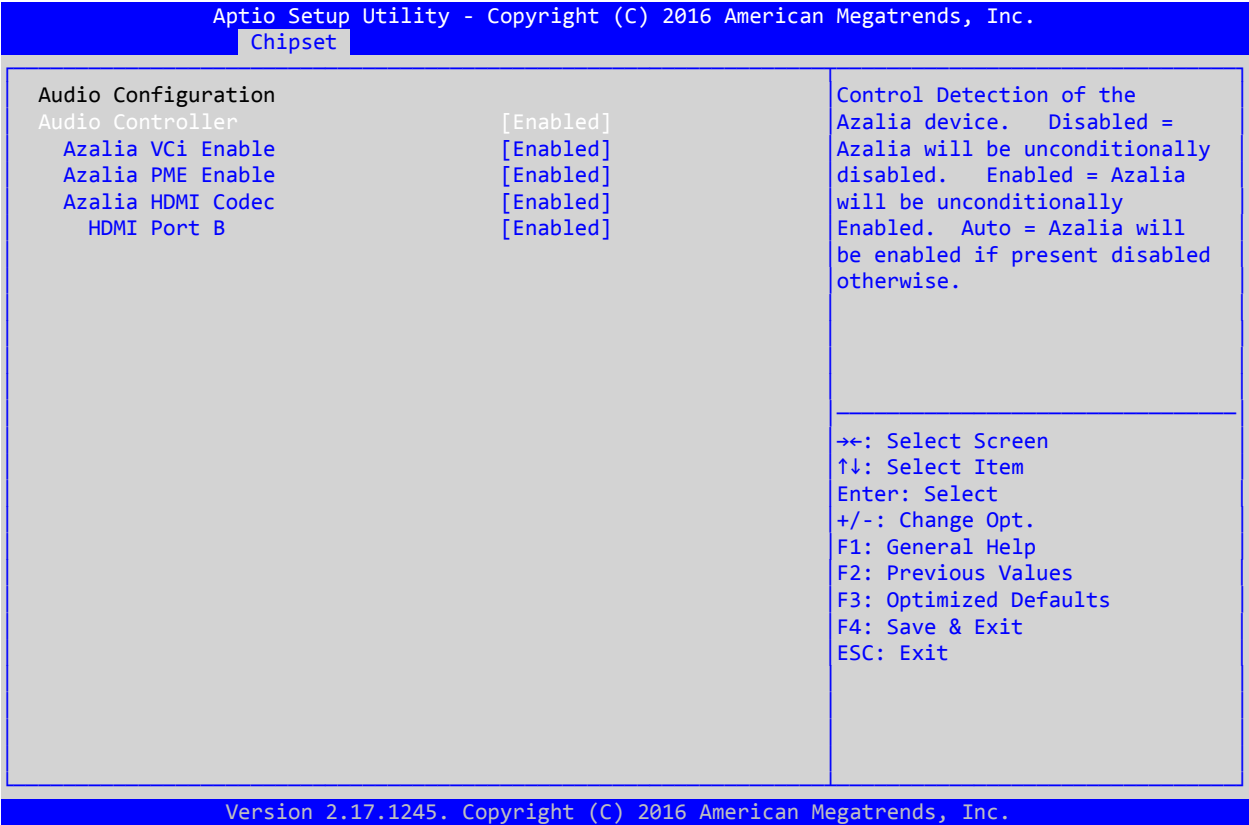 Aptio Setup Utility - Copyright (C) 2016 American Megatrends, Inc.
Chipset
Audio Configuration
Audio Controller [Enabled]
Azalia VCi Enable [Enabled]
Azalia PME Enable [Enabled]
Azalia HDMI Codec [Enabled]
HDMI Port B [Enabled]
Control Detection of the
Azalia device. Disabled =
Azalia will be unconditionally
disabled. Enabled = Azalia
will be unconditionally
Enabled. Auto = Azalia will
be enabled if present disabled
otherwise.
→←: Select Screen
↑↓: Select Item
Enter: Select
+/-: Change Opt.
F1: General Help
F2: Previous Values
F3: Optimized Defaults
F4: Save & Exit
ESC: Exit
Version 2.17.1245. Copyright (C) 2016 American Megatrends, Inc.